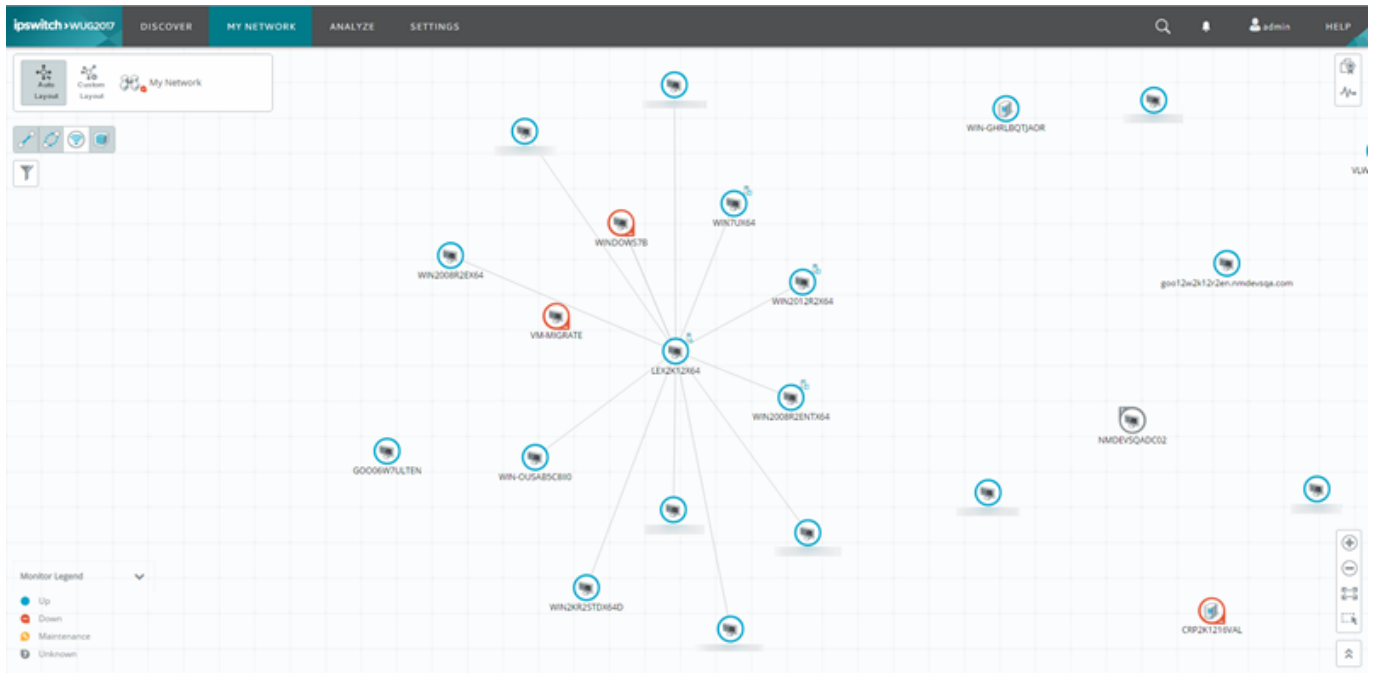 ipswitch › WUG2017
DISCOVER
MY NETWORK
ANALYZE
SETTINGS
admin
HELP
Auto
Layout
Custom
Layout
My Network
WIN-GHRLBQTJAOR
WIN7UX64
WINDOWS7B
WIN2008R2EX64
goo12w2k12r2en.nmdevsqa.com
WIN2012R2X64
VM-MIGRATE
LEX2K12X64
WIN2008R2ENTX64
NMDEVSQADC02
GOO06W7ULTEN
WIN2KR2STDX64D
CRP2K1216VAL
Monitor Legend
Up
Down
Maintenance
Unknown